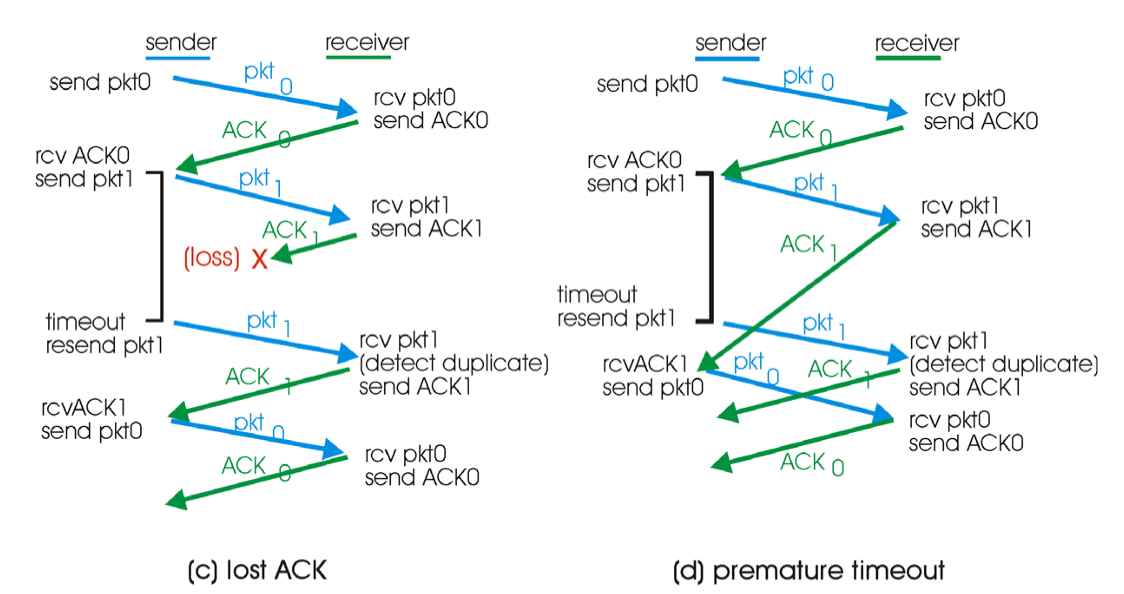 sender
receiver
send pkt0
pkt 0
rcv pkt0
send ACK0
ACK 0
rcv ACK0
send pkt1
pkt 1
rcv pkt1
send ACK1
ACK 1
(loss) X
timeout
resend pkt1
pkt 1
rcv pkt1
(detect duplicate)
send ACK1
ACK 1
rcvACK1
send pkt0
pkt 0
rcv pkt0
send ACK0
ACK 0
(c) lost ACK
sender
receiver
send pkt0
pkt 0
rcv pkt0
send ACK0
ACK 0
rcv ACK0
send pkt1
pkt 1
rcv pkt1
send ACK1
ACK 1
timeout
resend pkt1
pkt 1
rcv pkt1
(detect duplicate)
send ACK1
rcvACK1
send pkt0
pkt 0
ACK 1
rcv pkt0
send ACK0
ACK 0
(d) premature timeout